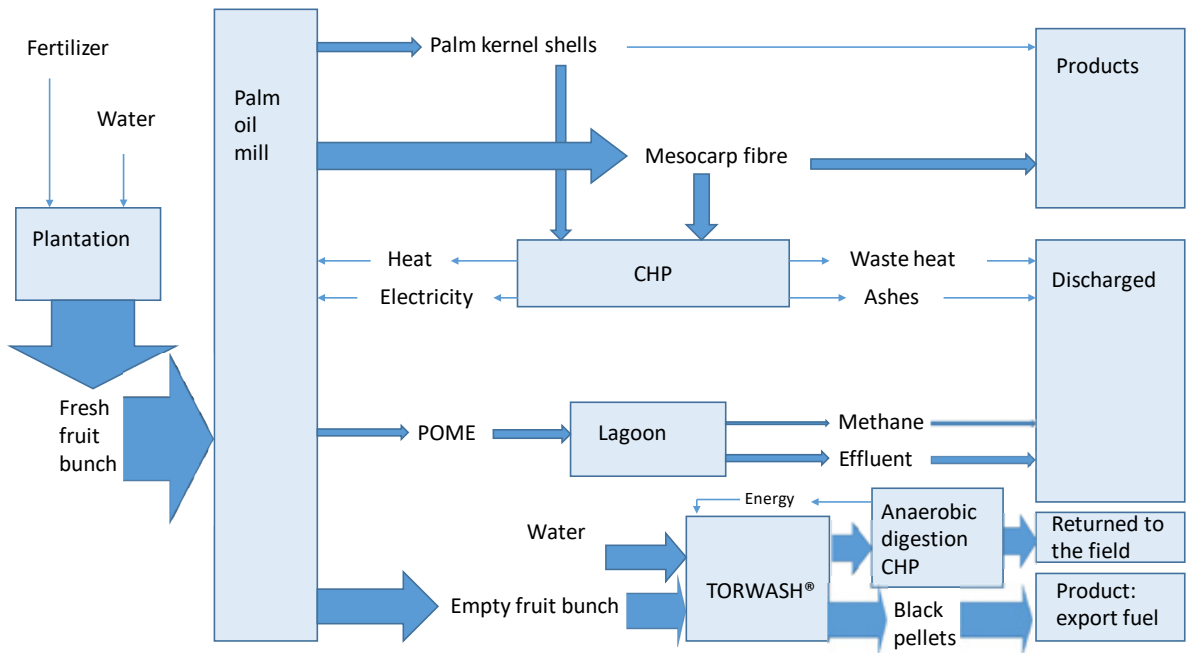 Fertilizer
Water
Plantation
Fresh
fruit
bunch
Palm
oil
mill
Palm kernel shells
Mesocarp fibre
Products
Heat
Electricity
CHP
Waste heat
Ashes
Discharged
POME
Lagoon
Methane
Effluent
Water
Empty fruit bunch
Energy
TORWASH®
Anaerobic
digestion
CHP
Returned to
the field
Black
pellets
Product:
export fuel